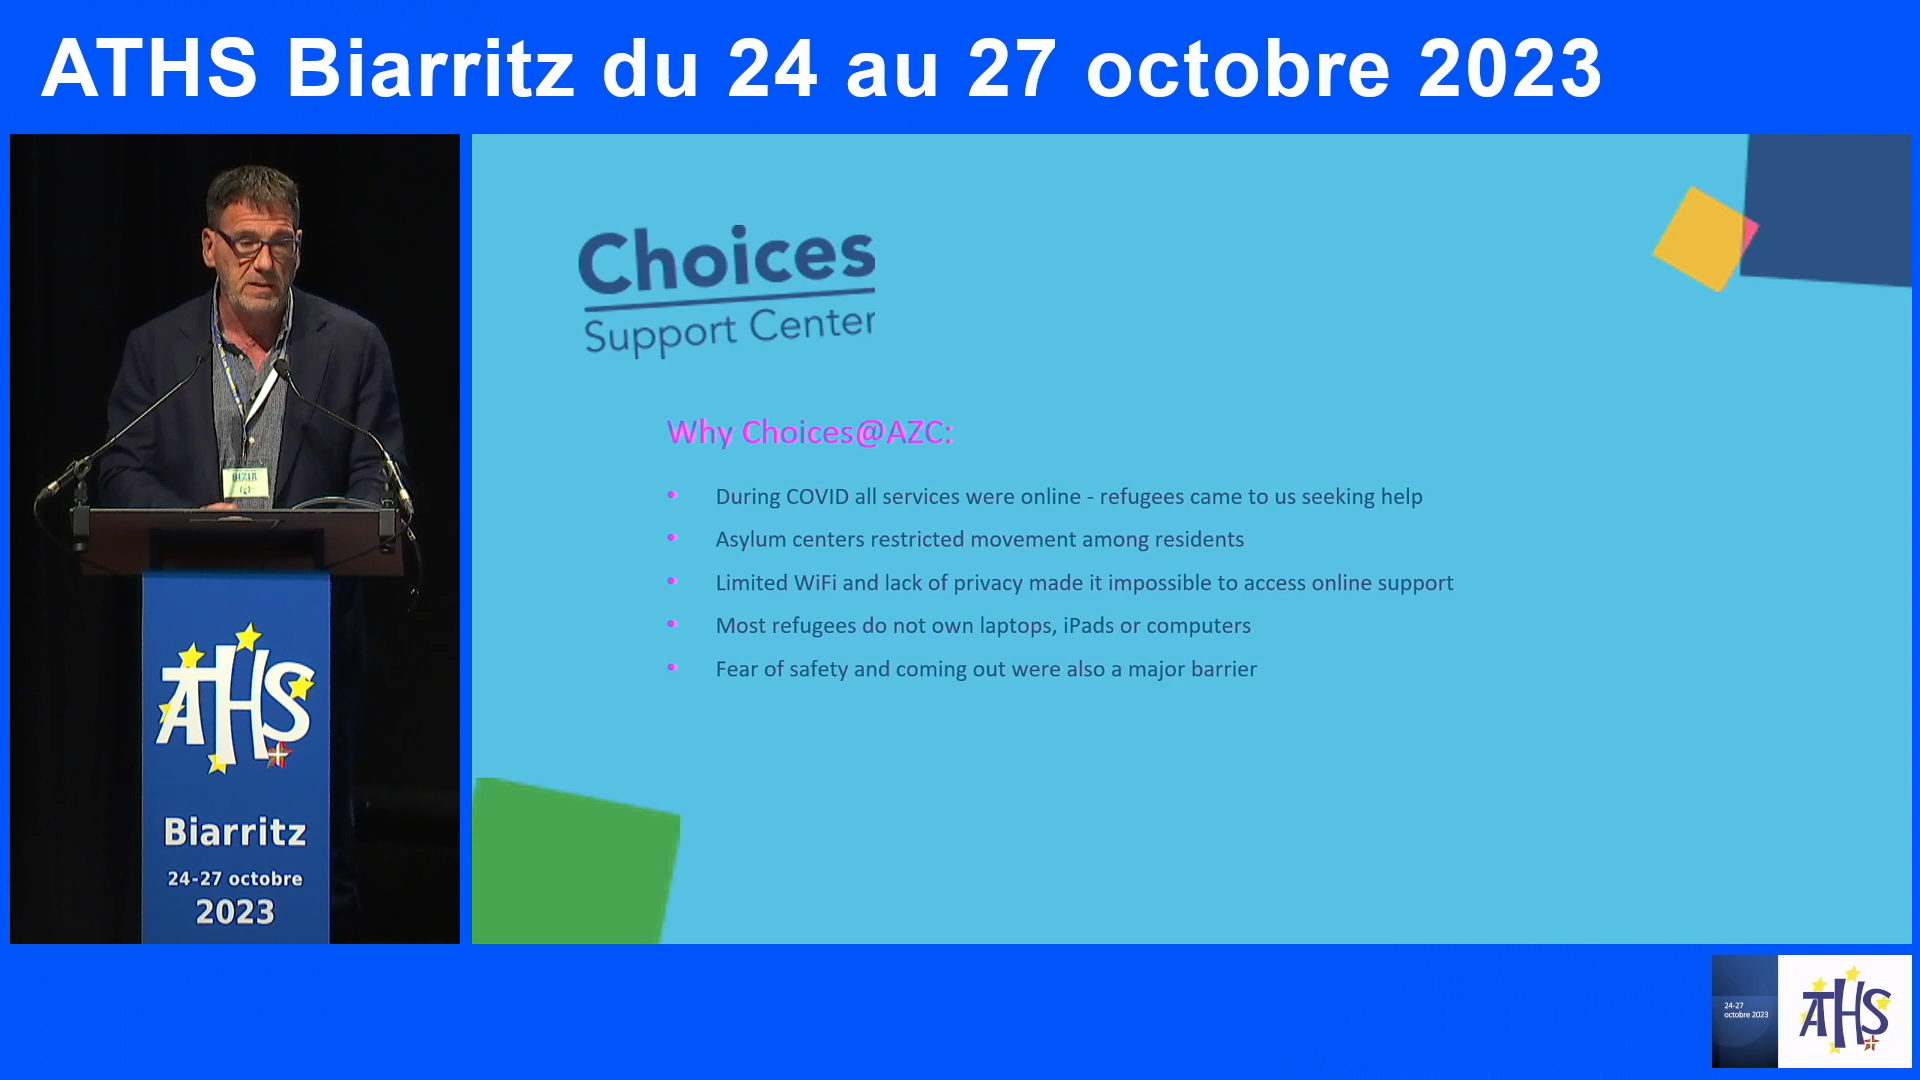 ATHS Biarritz du 24 au 27 octobre 2023
Choices
Support Center
Why Choices@AZC:
• During COVID all services were online - refugees came to us seeking help
• Asylum centers restricted movement among residents
• Limited WiFi and lack of privacy made it impossible to access online support
• Most refugees do not own laptops, iPads or computers
• Fear of safety and coming out were also a major barrier
BIZIA
ATHS
Biarritz
24-27 octobre
2023
24-27
octobre 2023
ATHS